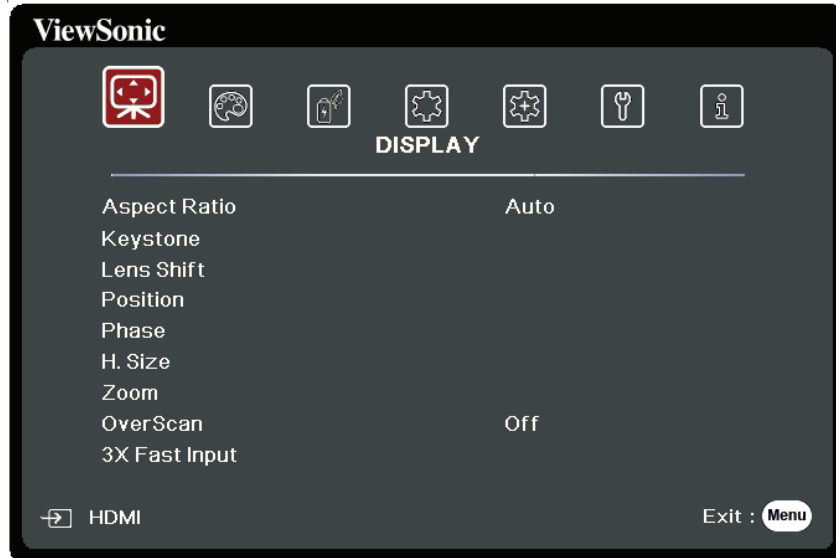 ViewSonic
DISPLAY
Aspect Ratio Auto
Keystone
Lens Shift
Position
Phase
H. Size
Zoom
OverScan Off
3X Fast Input
HDMI Exit : Menu